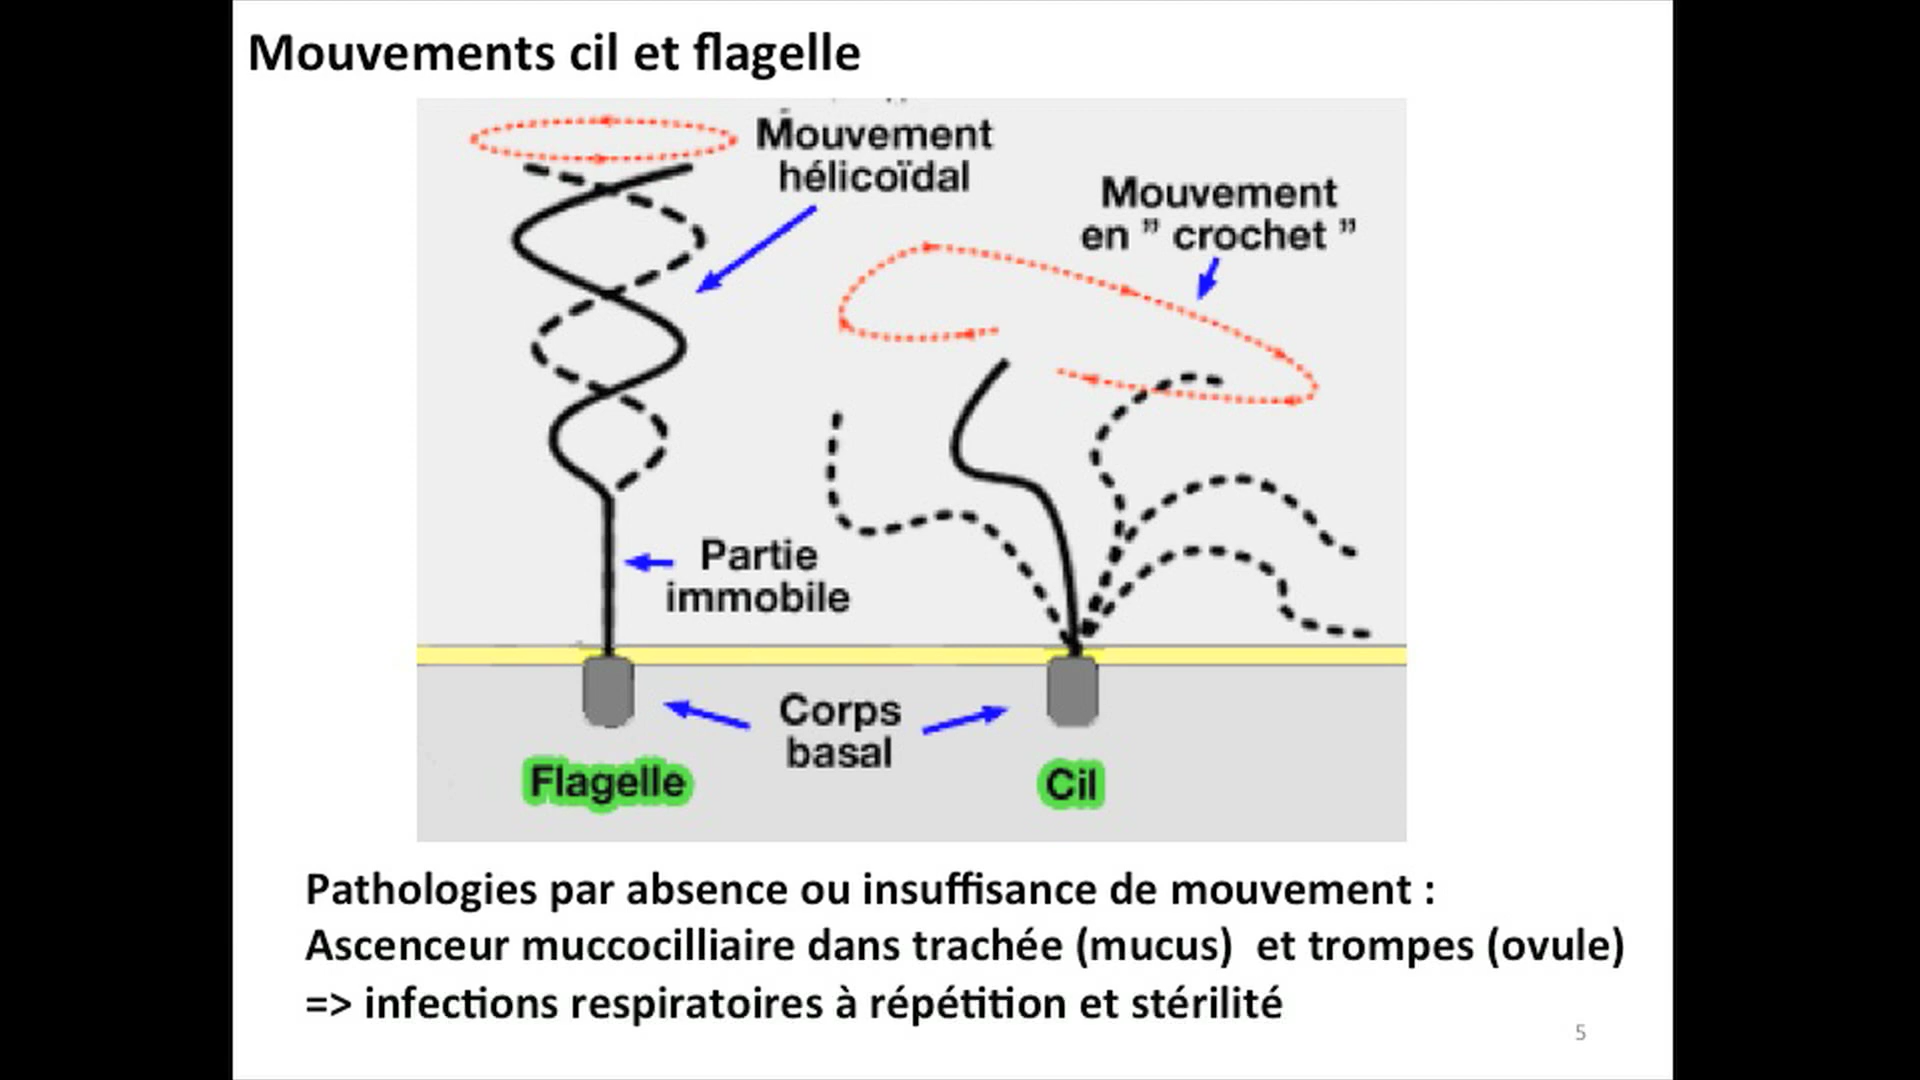 Mouvements cil et flagelle
Mouvement
hélicoïdal
Mouvement
en ” crochet ”
Partie
immobile
Corps
basal
Flagelle
Cil
Pathologies par absence ou insuffisance de mouvement :
Ascenceur muccocilliaire dans trachée (mucus) et trompes (ovule)
=> infections respiratoires à répétition et stérilité
5